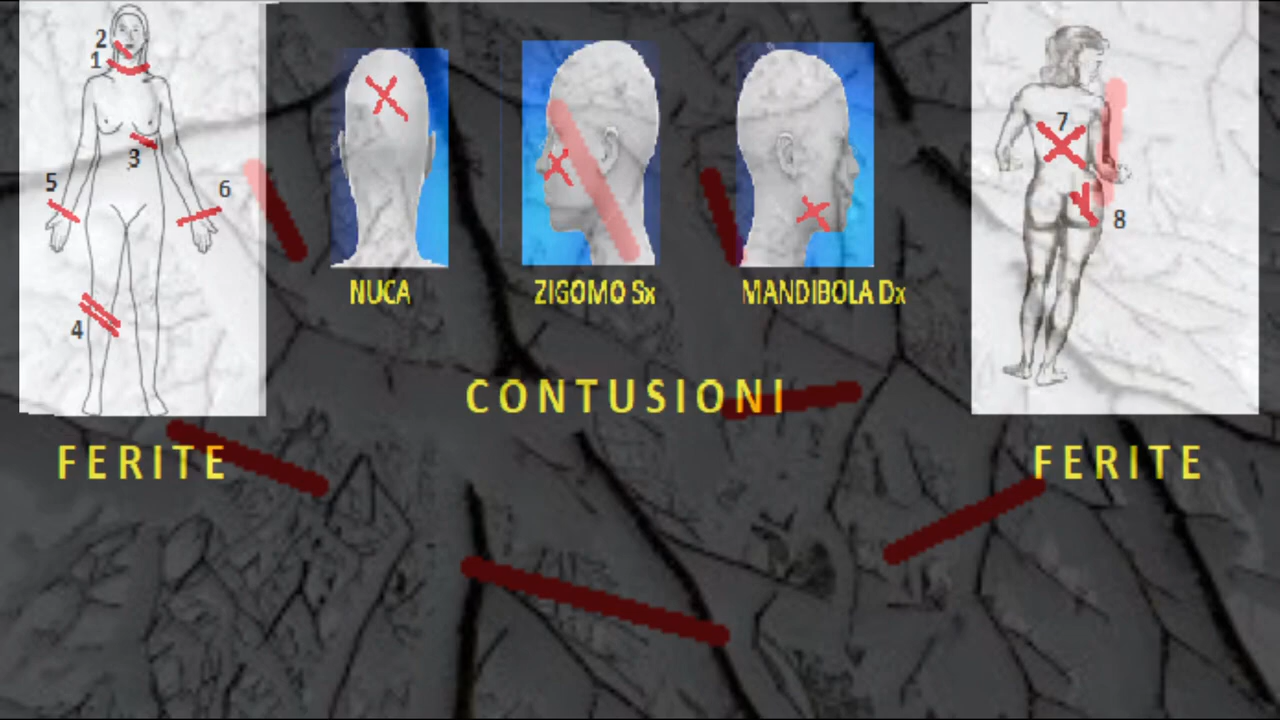 2
1
3
5
6
4
NUCA
ZIGOMO Sx
MANDIBOLA Dx
7
8
CONTUSIONI
FERITE
FERITE